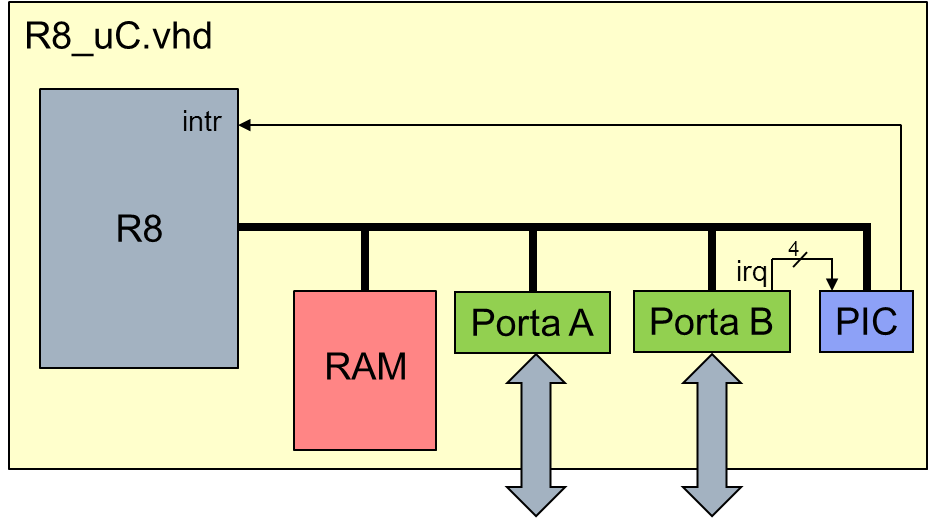 R8_uC.vhd
intr
R8
4
irq
Porta A
Porta B
PIC
RAM